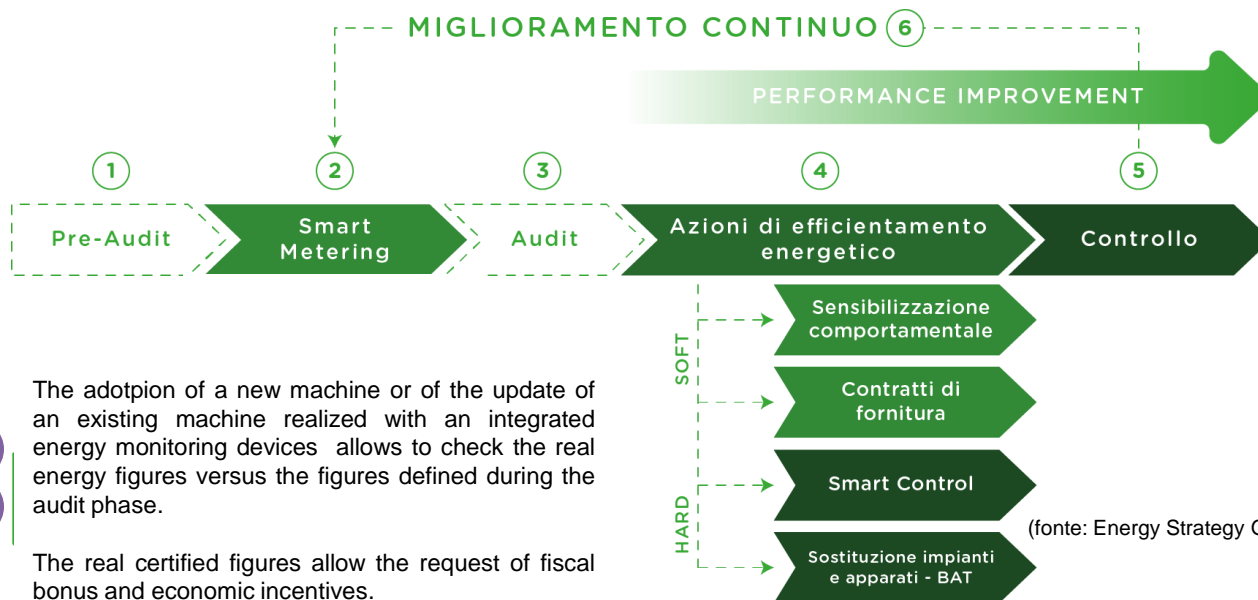 MIGLIORAMENTO CONTINUO 6
PERFORMANCE IMPROVEMENT
1
2
3
4
5
Pre-Audit
Smart
Metering
Audit
Azioni di efficientamento
energetico
Controllo
SOFT
Sensibilizzazione
comportamentale
Contratti di
fornitura
HARD
Smart Control
Sostituzione impianti
e apparati - BAT
The adotpion of a new machine or of the update of
an existing machine realized with an integrated
energy monitoring devices allows to check the real
energy figures versus the figures defined during the
audit phase.
The real certified figures allow the request of fiscal
bonus and economic incentives.
(fonte: Energy Strategy